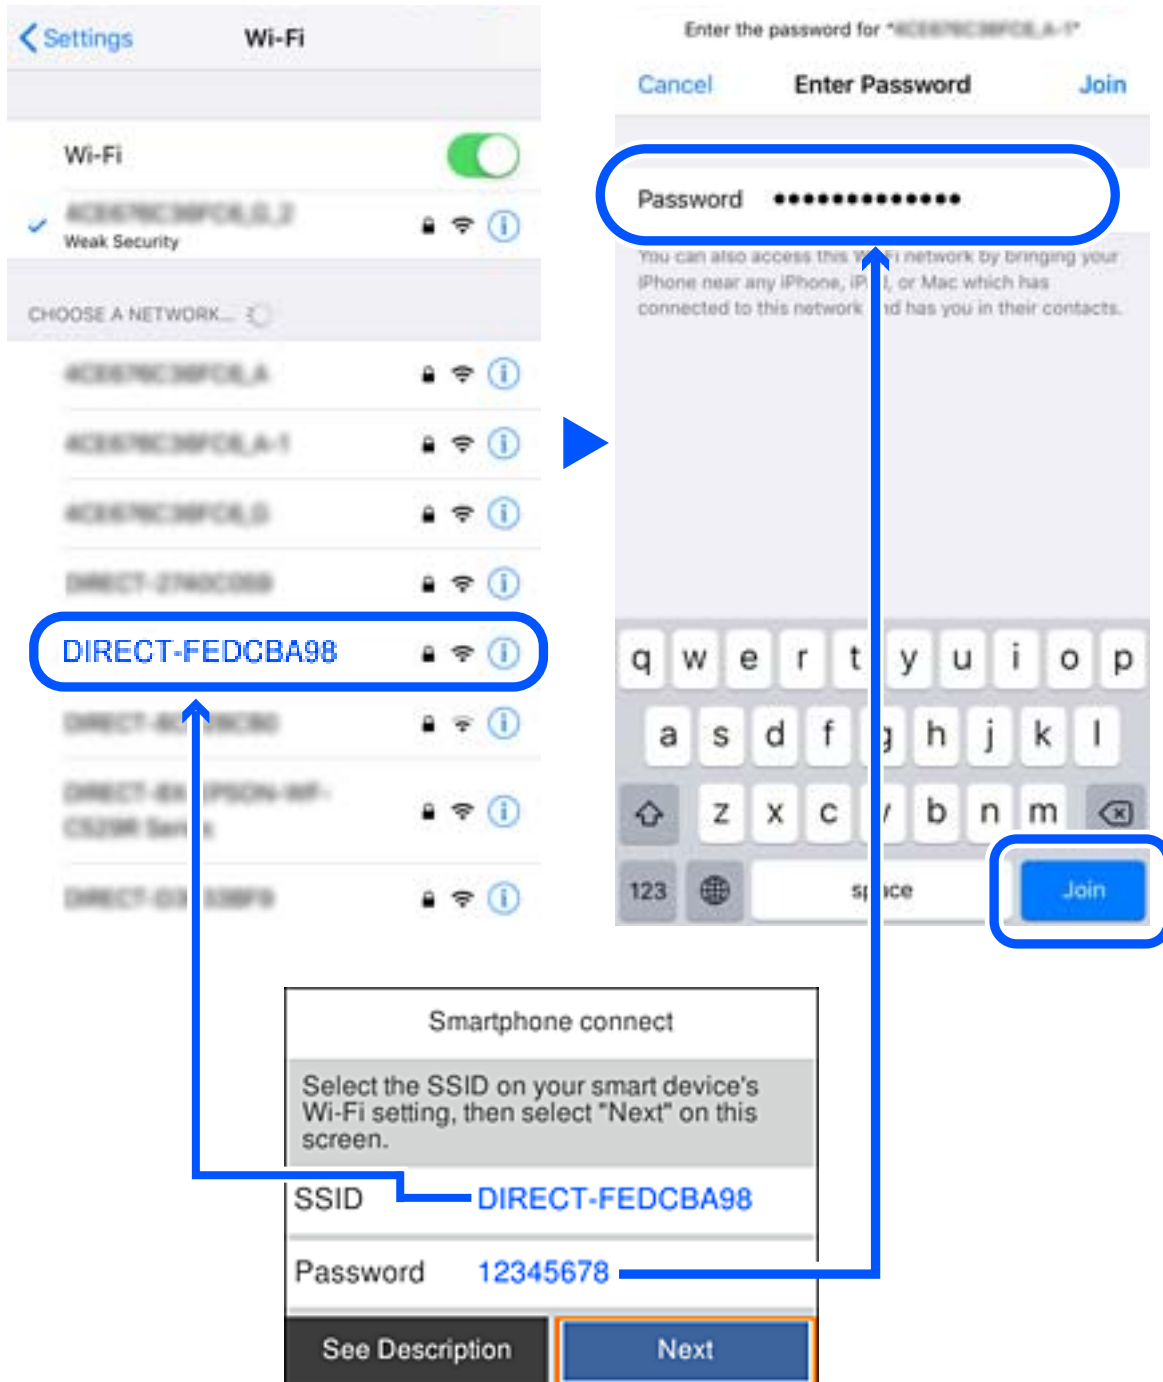 Settings
Wi-Fi
Wi-Fi
Weak Security
CHOOSE A NETWORK...
DIRECT-FEDCBA98
Enter the password for "
Cancel
Enter Password
Join
Password
You can also access this Wi-Fi network by bringing your
iPhone near any iPhone, iPad, or Mac which has
connected to this network and has you in their contacts.
q w e r t y u i o p
a s d f g h j k l
z x c v b n m
123
space
Join
Smartphone connect
Select the SSID on your smart device's
Wi-Fi setting, then select "Next" on this
screen.
SSID DIRECT-FEDCBA98
Password 12345678
See Description
Next